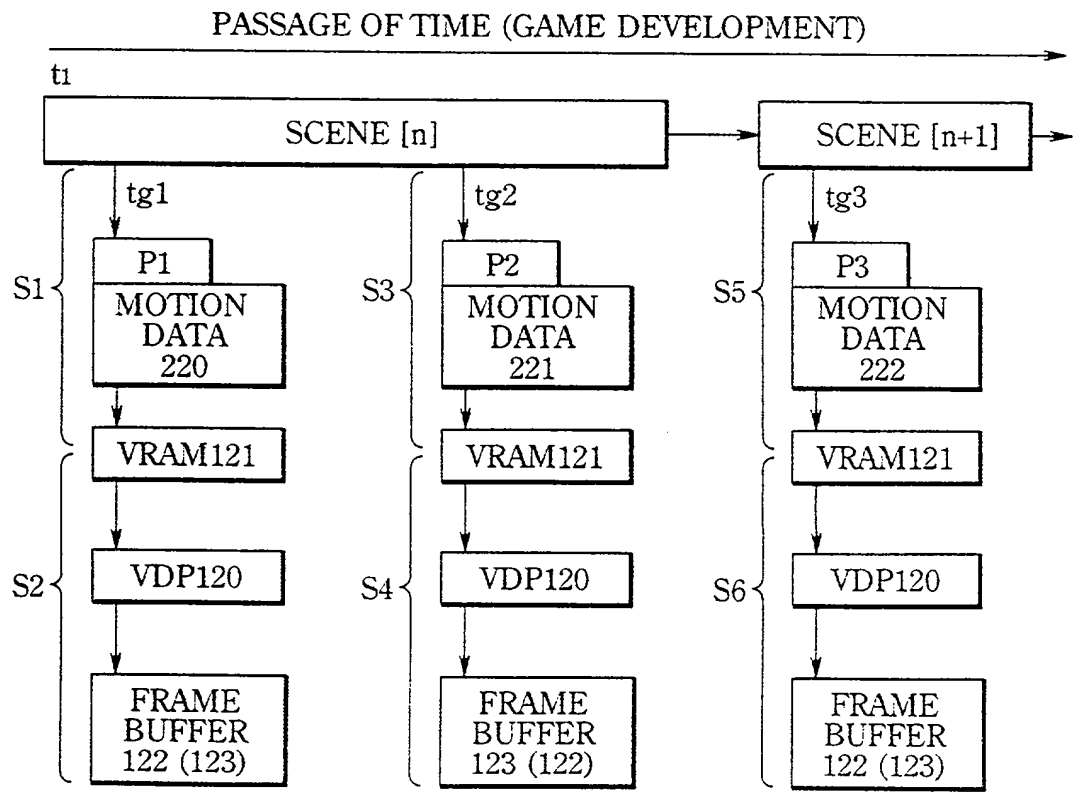 PASSAGE OF TIME (GAME DEVELOPMENT)
t1
SCENE [n]
SCENE [n+1]
tg1
tg2
tg3
P1
P2
P3
S1
S3
S5
MOTION
DATA
220
MOTION
DATA
221
MOTION
DATA
222
VRAM121
VRAM121
VRAM121
S2
S4
S6
VDP120
VDP120
VDP120
FRAME
BUFFER
122 (123)
FRAME
BUFFER
123 (122)
FRAME
BUFFER
122 (123)